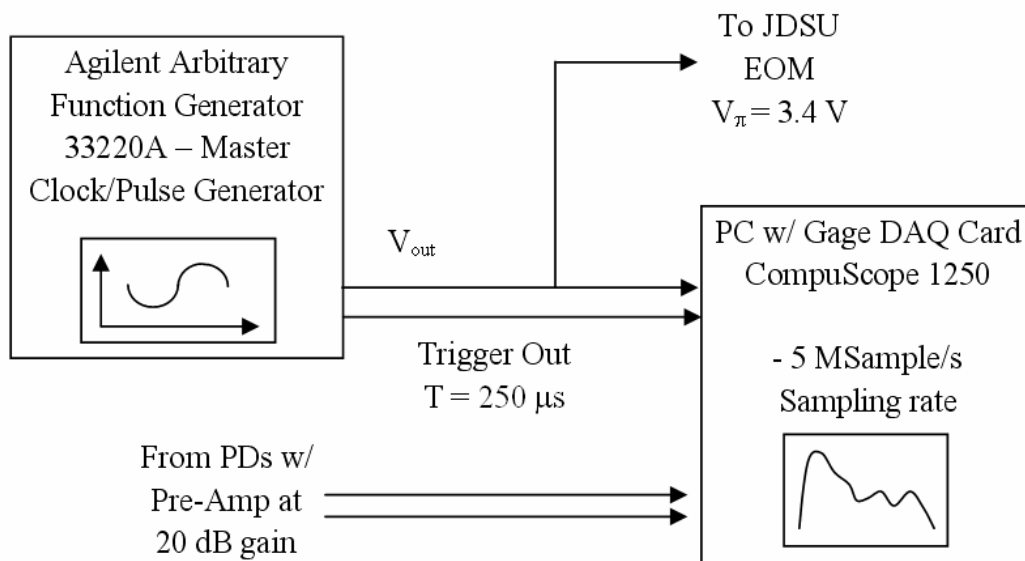 Agilent Arbitrary
Function Generator
33220A – Master
Clock/Pulse Generator
To JDSU
EOM
Vπ = 3.4 V
Vout
PC w/ Gage DAQ Card
CompuScope 1250
- 5 MSample/s
Sampling rate
Trigger Out
T = 250 μs
From PDs w/
Pre-Amp at
20 dB gain